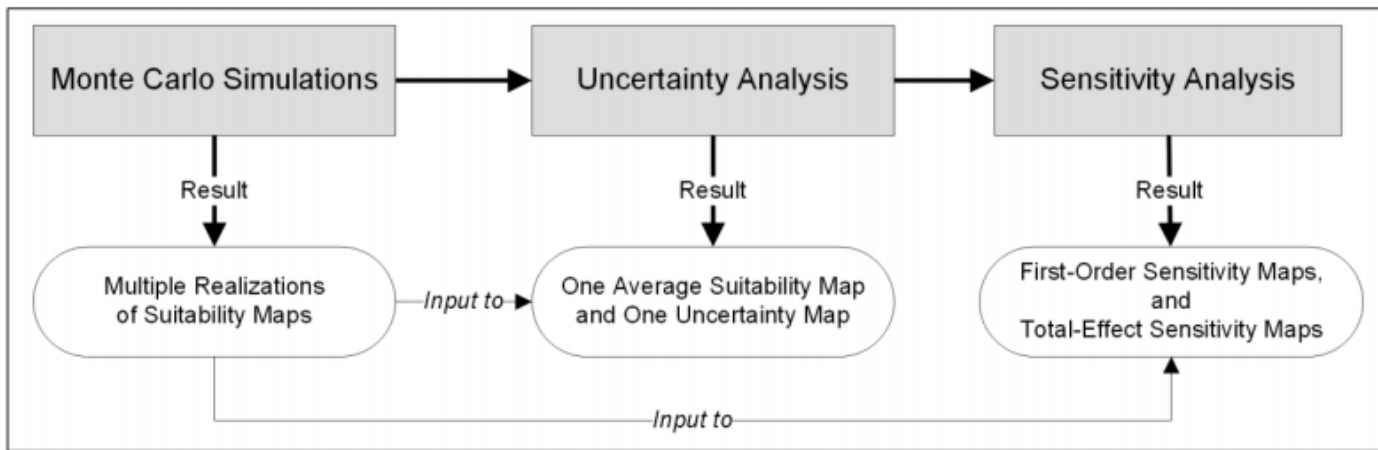 Monte Carlo Simulations
Uncertainty Analysis
Sensitivity Analysis
Result
Result
Result
Multiple Realizations
of Suitability Maps
Input to
One Average Suitability Map
and One Uncertainty Map
First-Order Sensitivity Maps,
and
Total-Effect Sensitivity Maps
Input to